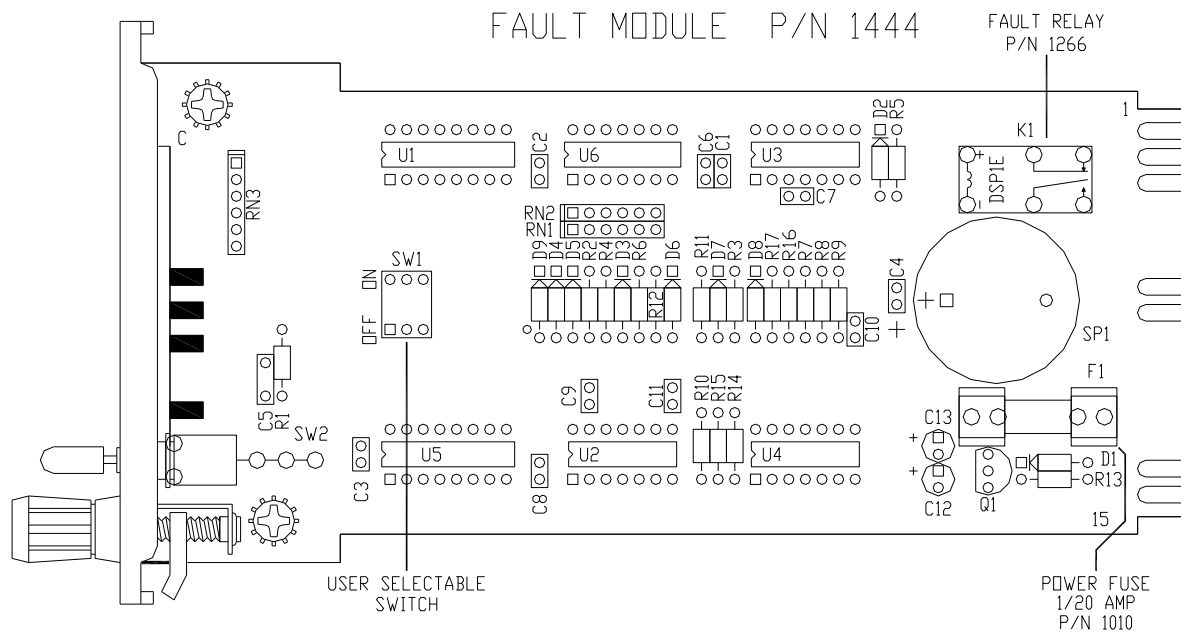 FAULT MODULE P/N 1444
FAULT RELAY
P/N 1266
1
K1
+
DSP1E
-
C
RN3
U1
C2
U6
C6
C1
U3
C7
D2
R5
RN2
RN1
SW1
ON
OFF
D9
D4
D5
R2
R4
D3
R6
R12
D6
R11
D7
R3
D8
R17
R16
R7
R8
R9
C10
C4
+
+
SP1
F1
C5
R1
SW2
C9
C11
R10
R15
R14
C3
U5
C8
U2
U4
C13
+
+
C12
Q1
D1
R13
15
USER SELECTABLE
SWITCH
POWER FUSE
1/20 AMP
P/N 1010